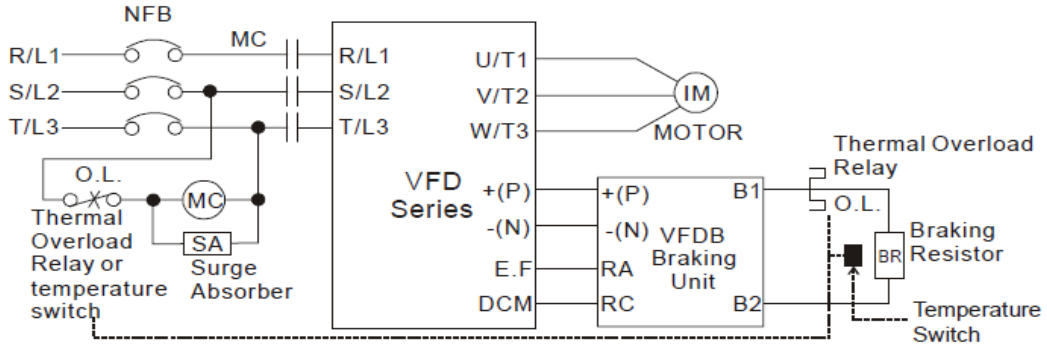 NFB
MC
R/L1
S/L2
T/L3
R/L1
S/L2
T/L3
U/T1
V/T2
W/T3
IM
MOTOR
O.L.
MC
SA
Thermal
Overload
Relay or
temperature
switch
Surge
Absorber
VFD
Series
+(P)
-(N)
E.F
DCM
+(P)
-(N)
RA
RC
VFDB
Braking
Unit
B1
B2
Thermal Overload
Relay
O.L.
BR
Braking
Resistor
Temperature
Switch